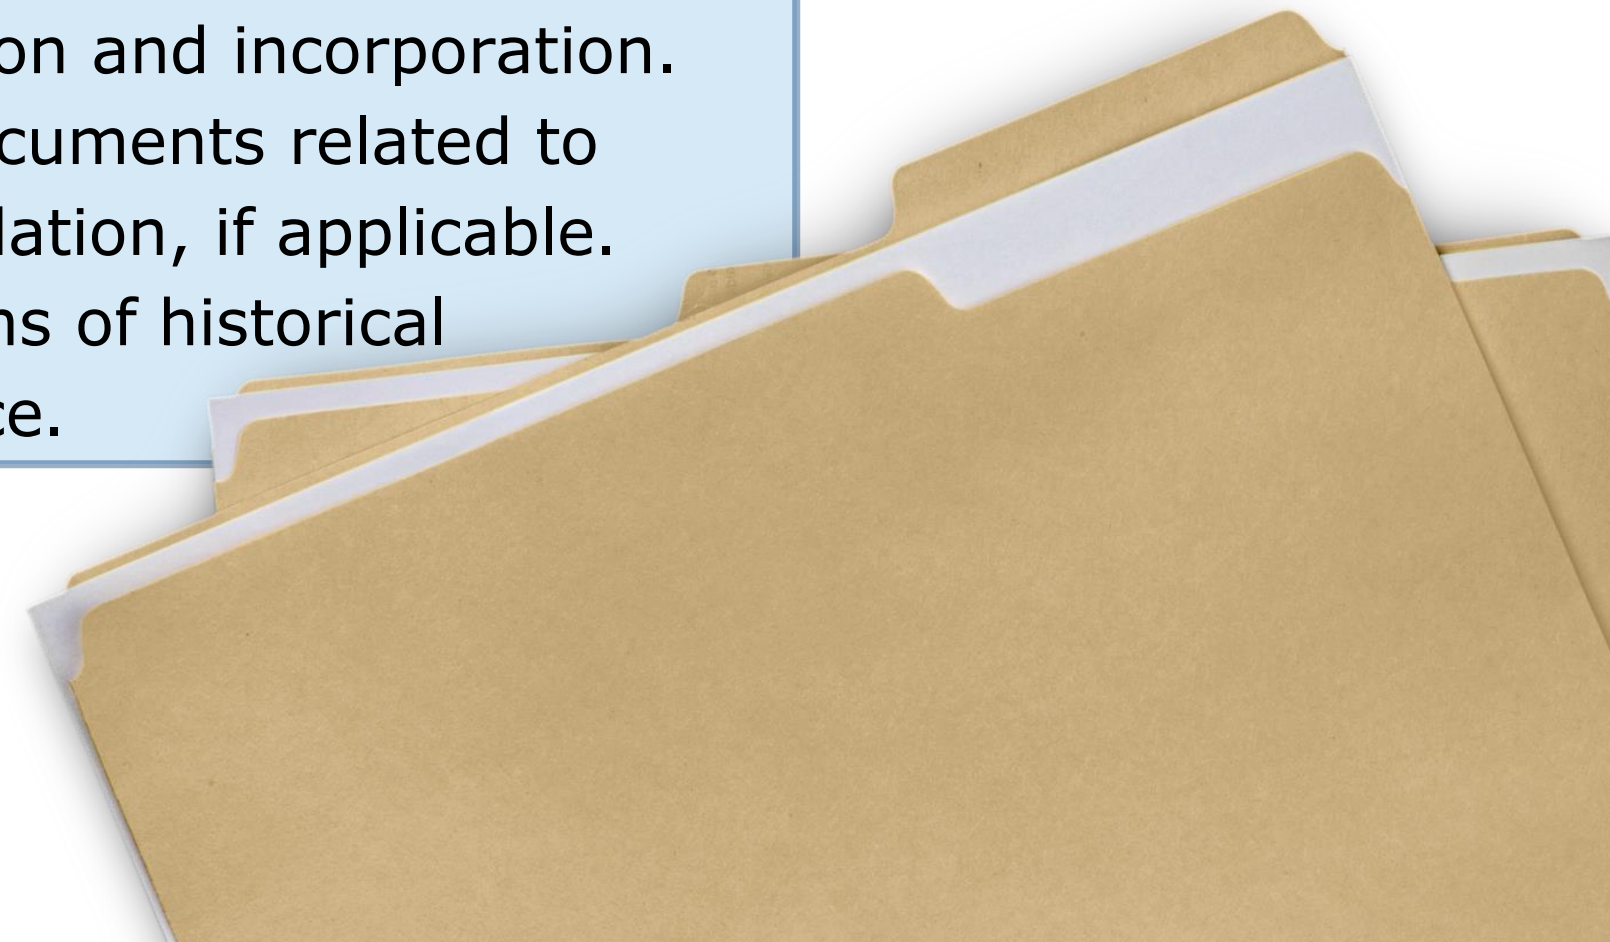 on and incorporation.
cuments related to
lation, if applicable.
ns of historical
ce.